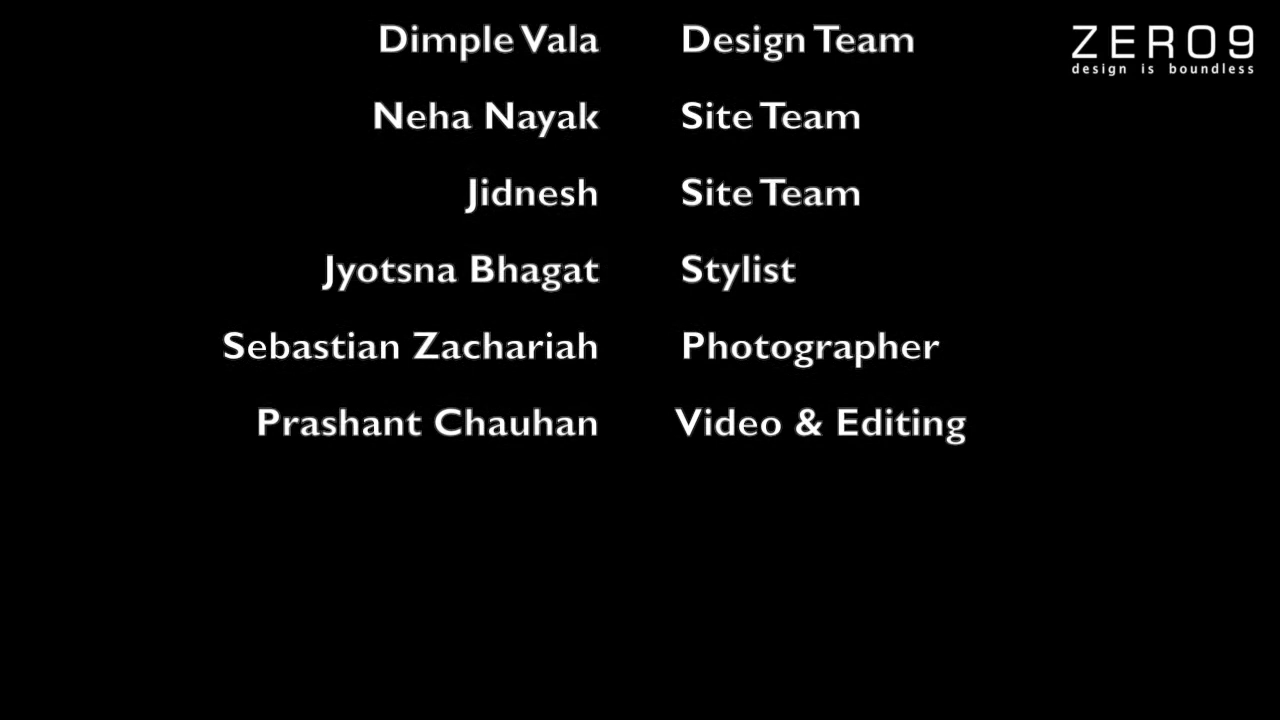 Dimple Vala Design Team
ZERO9
design is boundless
Neha Nayak Site Team
Jidnesh Site Team
Jyotsna Bhagat Stylist
Sebastian Zachariah Photographer
Prashant Chauhan Video & Editing